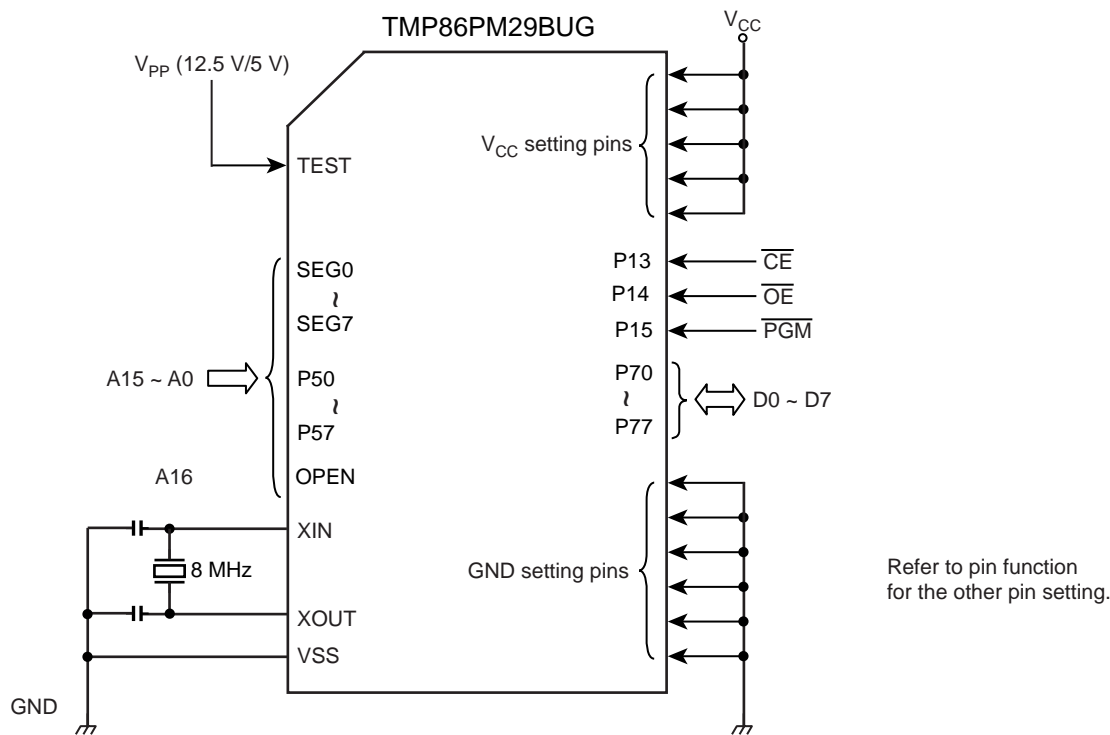 TMP86PM29BUG
VCC
VPP (12.5 V/5 V)
VCC setting pins
TEST
SEG0
~
SEG7
A15 ~ A0
P50
~
P57
A16
OPEN
XIN
8 MHz
XOUT
VSS
GND
P13
CE
P14
OE
P15
PGM
P70
~
P77
D0 ~ D7
GND setting pins
Refer to pin function
for the other pin setting.